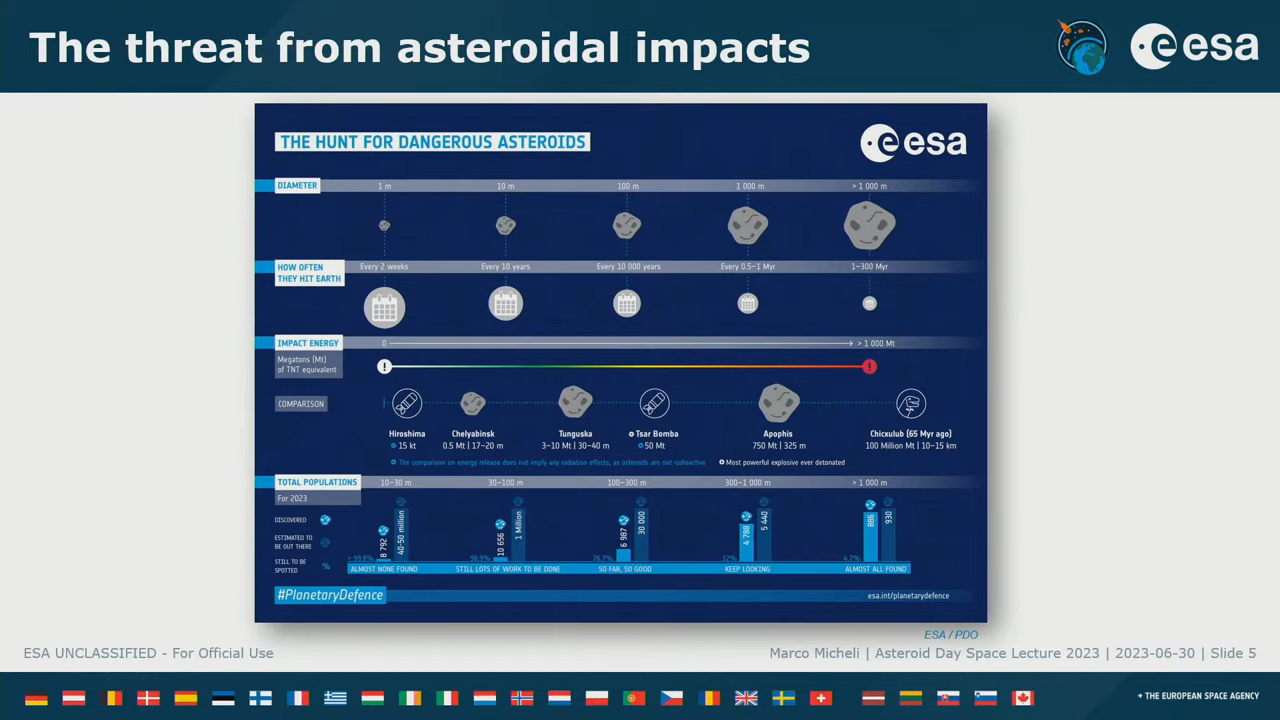 The threat from asteroidal impacts
esa
THE HUNT FOR DANGEROUS ASTEROIDS
esa
DIAMETER
1 m 10 m 100 m 1 000 m > 1 000 m
HOW OFTEN
THEY HIT EARTH
Every 2 weeks Every 10 years Every 10 000 years Every 0.5–1 Myr 1–300 Myr
IMPACT ENERGY
0 > 1 000 Mt
Megatons (Mt)
of TNT equivalent
! !
COMPARISON
Hiroshima Chelyabinsk Tunguska Tsar Bomba Apophis Chicxulub (65 Myr ago)
15 kt 0.5 Mt | 17–20 m 3–10 Mt | 30–40 m 50 Mt 750 Mt | 325 m 100 Million Mt | 10–15 km
The comparison on energy release does not imply any radiation effects, as asteroids are not radioactive Most powerful explosive ever detonated
TOTAL POPULATIONS
10–30 m 30–100 m 100–300 m 300–1 000 m > 1 000 m
For 2023
DISCOVERED
8 792 10 656 6 987 4 788 886
ESTIMATED TO
BE OUT THERE
40-50 million 1 Million 30 000 5 440 930
STILL TO BE
SPOTTED
%
> 99.8% 98.9% 76.7% 12% 4.7%
ALMOST NONE FOUND STILL LOTS OF WORK TO BE DONE SO FAR, SO GOOD KEEP LOOKING ALMOST ALL FOUND
#PlanetaryDefence
esa.int/planetarydefence
ESA / PDO
ESA UNCLASSIFIED - For Official Use
Marco Micheli | Asteroid Day Space Lecture 2023 | 2023-06-30 | Slide 5
→ THE EUROPEAN SPACE AGENCY